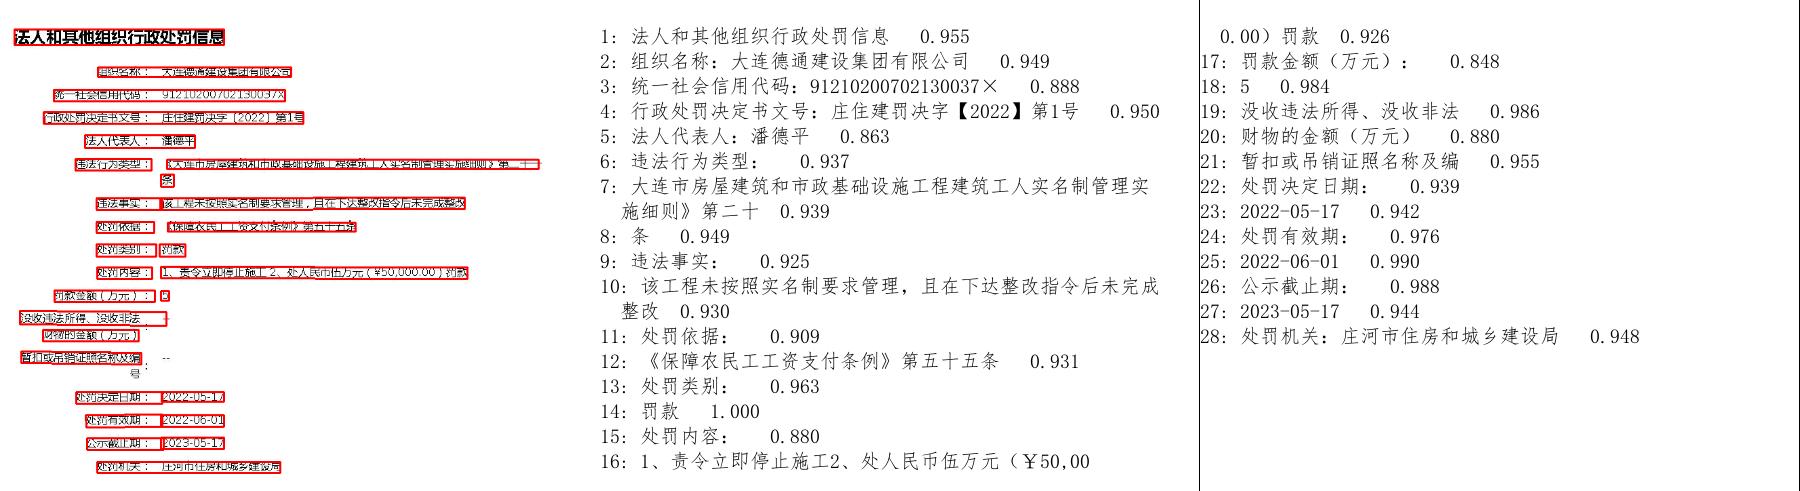 法人和其他组织行政处罚信息
组织名称： 大连德通建设集团有限公司
统一社会信用代码： 91210200702130037X
行政处罚决定书文号： 庄住建罚决字〔2022〕第1号
法人代表人： 潘德平
违法行为类型： 《大连市房屋建筑和市政基础设施工程建筑工人实名制管理实施细则》第二十
条
违法事实： 该工程未按照实名制要求管理，且在下达整改指令后未完成整改
处罚依据： 《保障农民工工资支付条例》第五十五条
处罚类别： 罚款
处罚内容： 1、责令立即停止施工2、处人民币伍万元（¥50,000.00）罚款
罚款金额（万元）： 5
没收违法所得、没收非法
财物的金额（万元） ：
暂扣或吊销证照名称及编 --
号：
处罚决定日期： 2022-05-17
处罚有效期： 2022-06-01
公示截止期： 2023-05-17
处罚机关： 庄河市住房和城乡建设局
1: 法人和其他组织行政处罚信息 0.955
2: 组织名称: 大连德通建设集团有限公司 0.949
3: 统一社会信用代码: 91210200702130037× 0.888
4: 行政处罚决定书文号: 庄住建罚决字【2022】第1号 0.950
5: 法人代表人: 潘德平 0.863
6: 违法行为类型: 0.937
7: 大连市房屋建筑和市政基础设施工程建筑工人实名制管理实
施细则》第二十 0.939
8: 条 0.949
9: 违法事实: 0.925
10: 该工程未按照实名制要求管理，且在下达整改指令后未完成
整改 0.930
11: 处罚依据: 0.909
12: 《保障农民工工资支付条例》第五十五条 0.931
13: 处罚类别: 0.963
14: 罚款 1.000
15: 处罚内容: 0.880
16: 1、责令立即停止施工2、处人民币伍万元（￥50,00
0.00）罚款 0.926
17: 罚款金额（万元）: 0.848
18: 5 0.984
19: 没收违法所得、没收非法 0.986
20: 财物的金额（万元） 0.880
21: 暂扣或吊销证照名称及编 0.955
22: 处罚决定日期: 0.939
23: 2022-05-17 0.942
24: 处罚有效期: 0.976
25: 2022-06-01 0.990
26: 公示截止期: 0.988
27: 2023-05-17 0.944
28: 处罚机关: 庄河市住房和城乡建设局 0.948